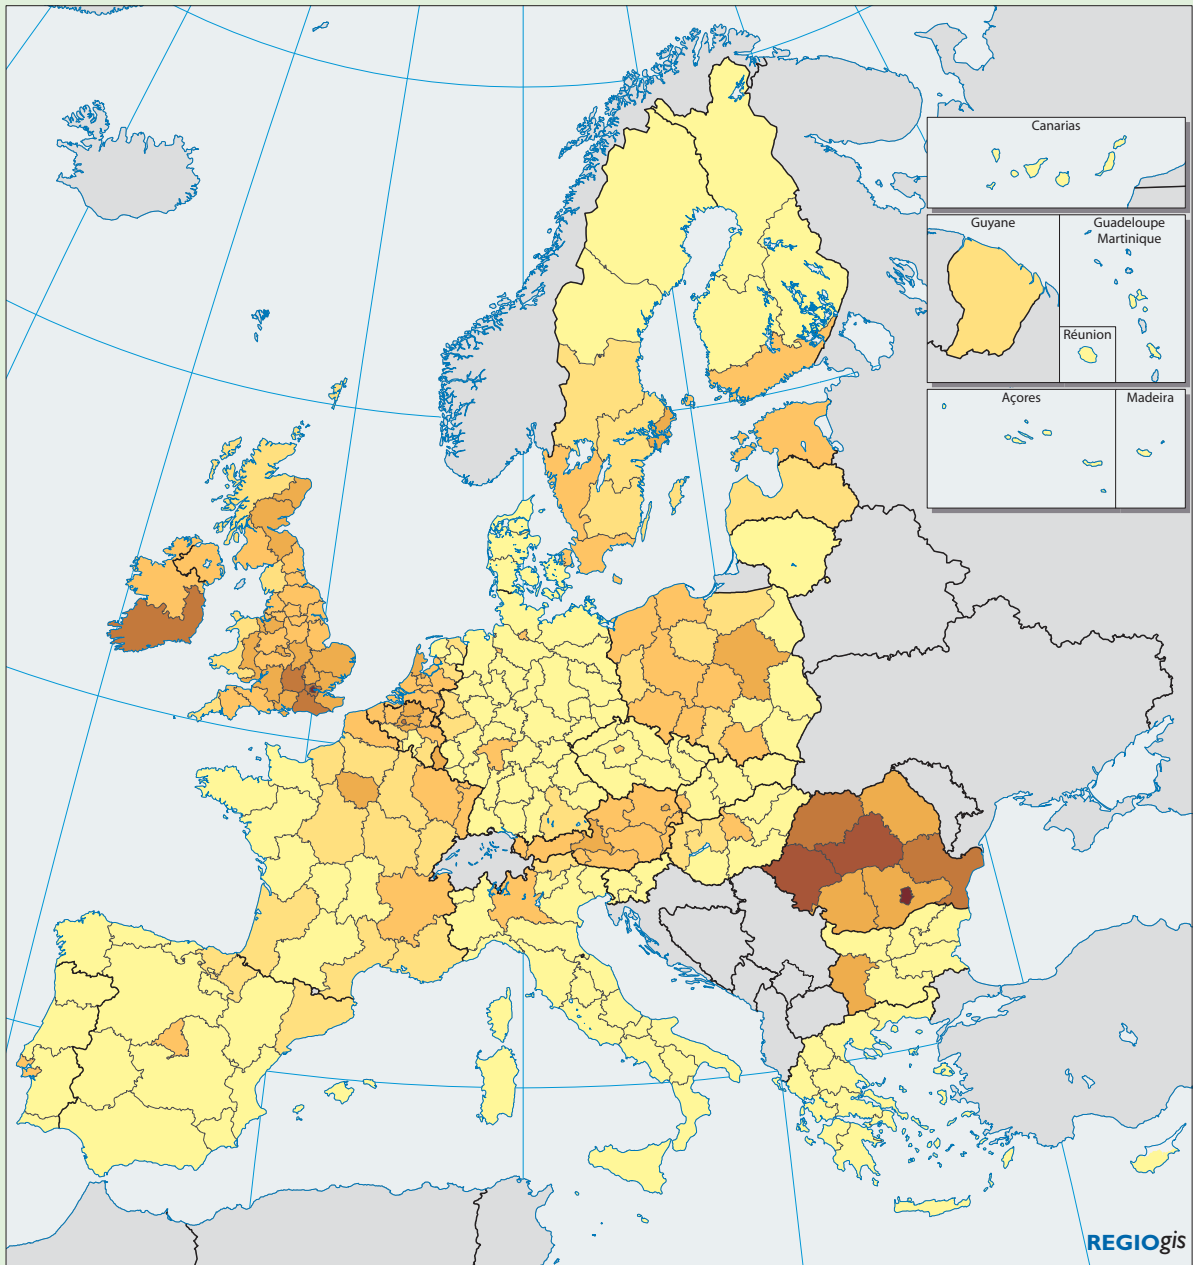 Canarias
Guyane
Guadeloupe
Martinique
Réunion
Açores
Madeira
REGIOgis